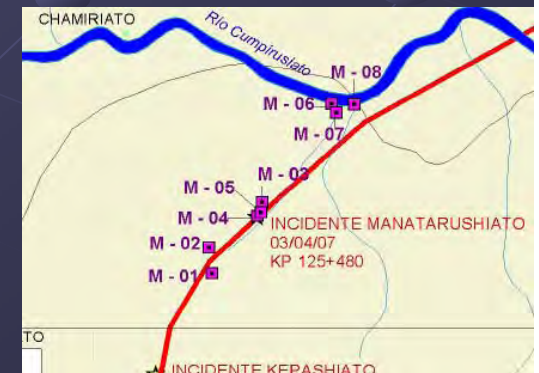 CHAMIRIATO
Río Cumpirusiato
M - 08
M - 06
M - 07
M - 03
M - 05
M - 04
INCIDENTE MANATARUSHIATO
03/04/07
KP 125+480
M - 02
M - 01
TO
INCIDENTE KEPASHIATO